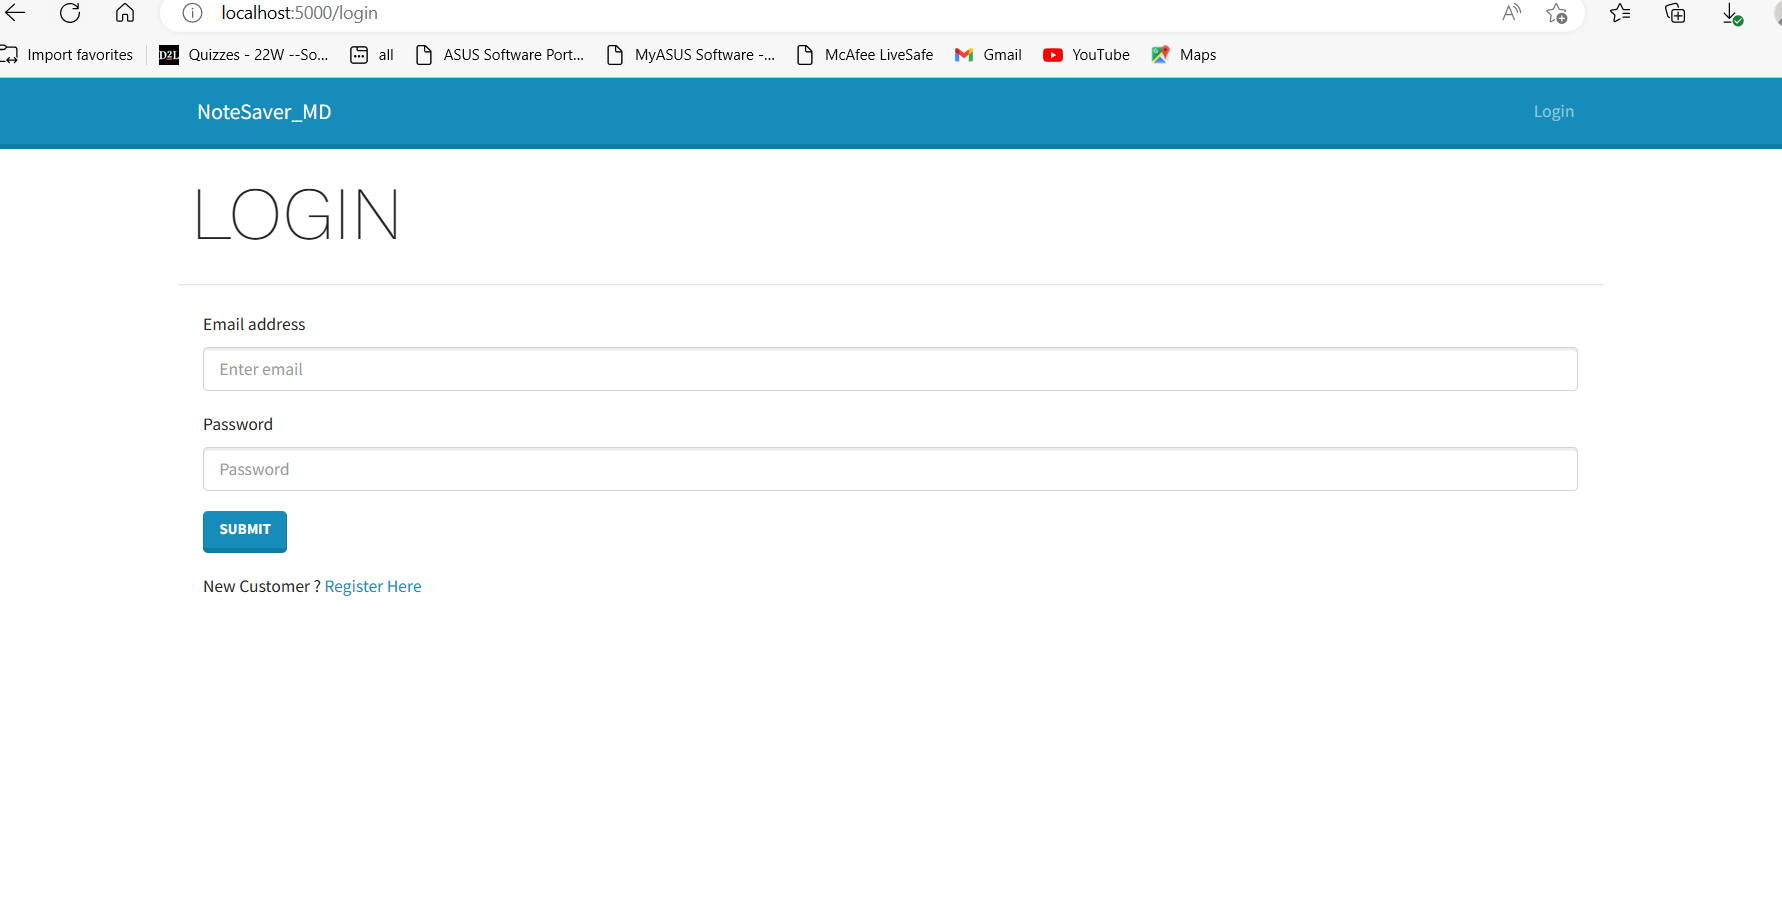 localhost:5000/login
Import favorites D2L Quizzes - 22W --So... all ASUS Software Port... MyASUS Software -... McAfee LiveSafe Gmail YouTube Maps
NoteSaver_MD Login
LOGIN
Email address
Enter email
Password
Password
SUBMIT
New Customer ? Register Here